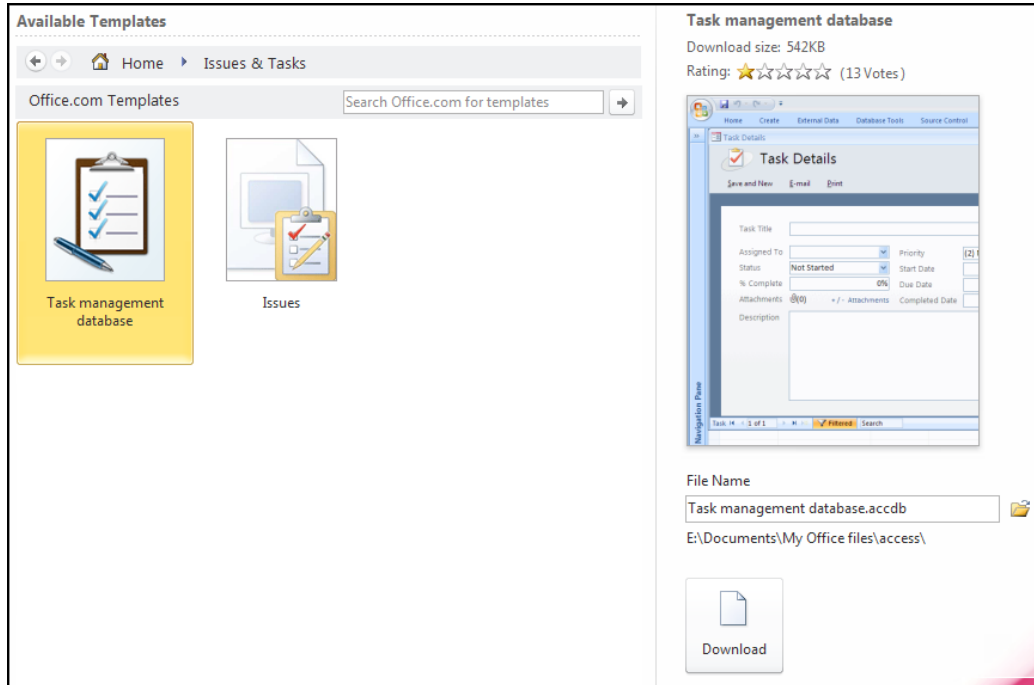 Available Templates
Home Issues & Tasks
Office.com Templates
Search Office.com for templates
Task management
database
Issues
Task management database
Download size: 542KB
Rating: (13 Votes)
Home Create External Data Database Tools Source Control
Task Details
Task Details
Save and New E-mail Print
Task Title
Assigned To Priority (2)
Status Not Started Start Date
% Complete 0% Due Date
Attachments (0) +/- Attachments Completed Date
Description
Navigation Pane
Task 1 of 1 Filtered Search
File Name
Task management database.accdb
E:\Documents\My Office files\access\
Download